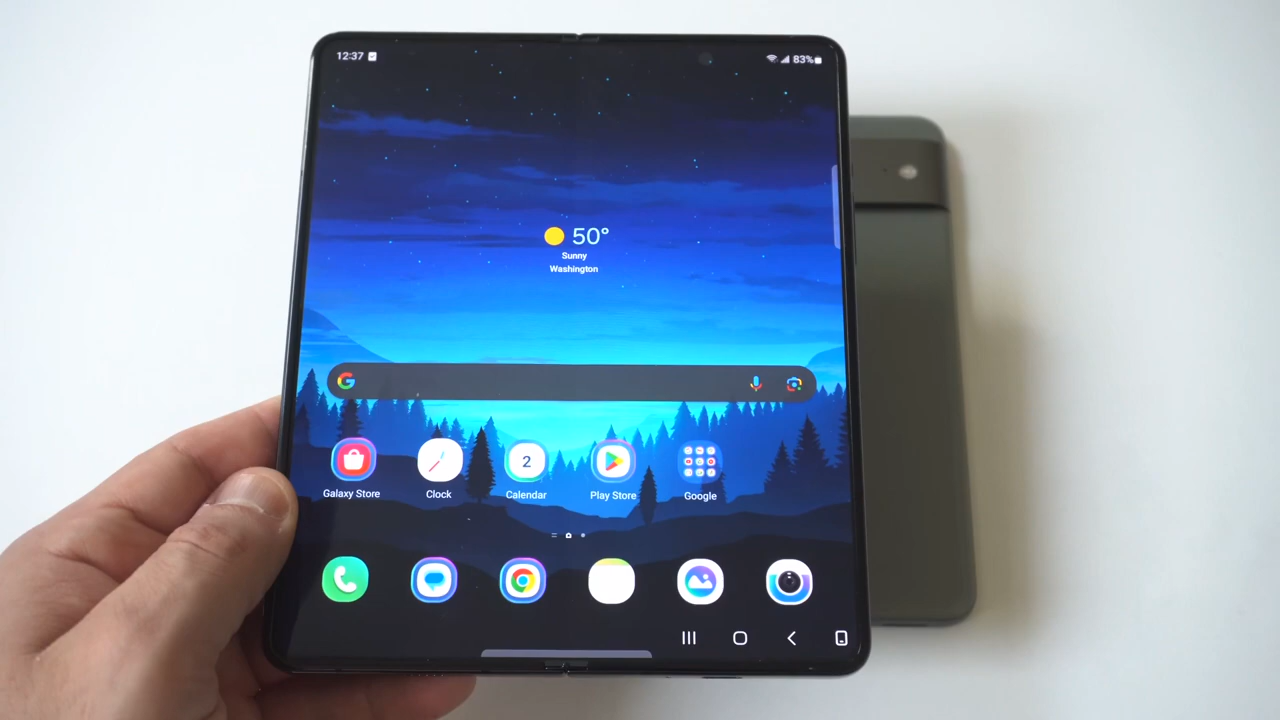 12:37
83%
50°
Sunny
Washington
2
Galaxy Store
Clock
Calendar
Play Store
Google